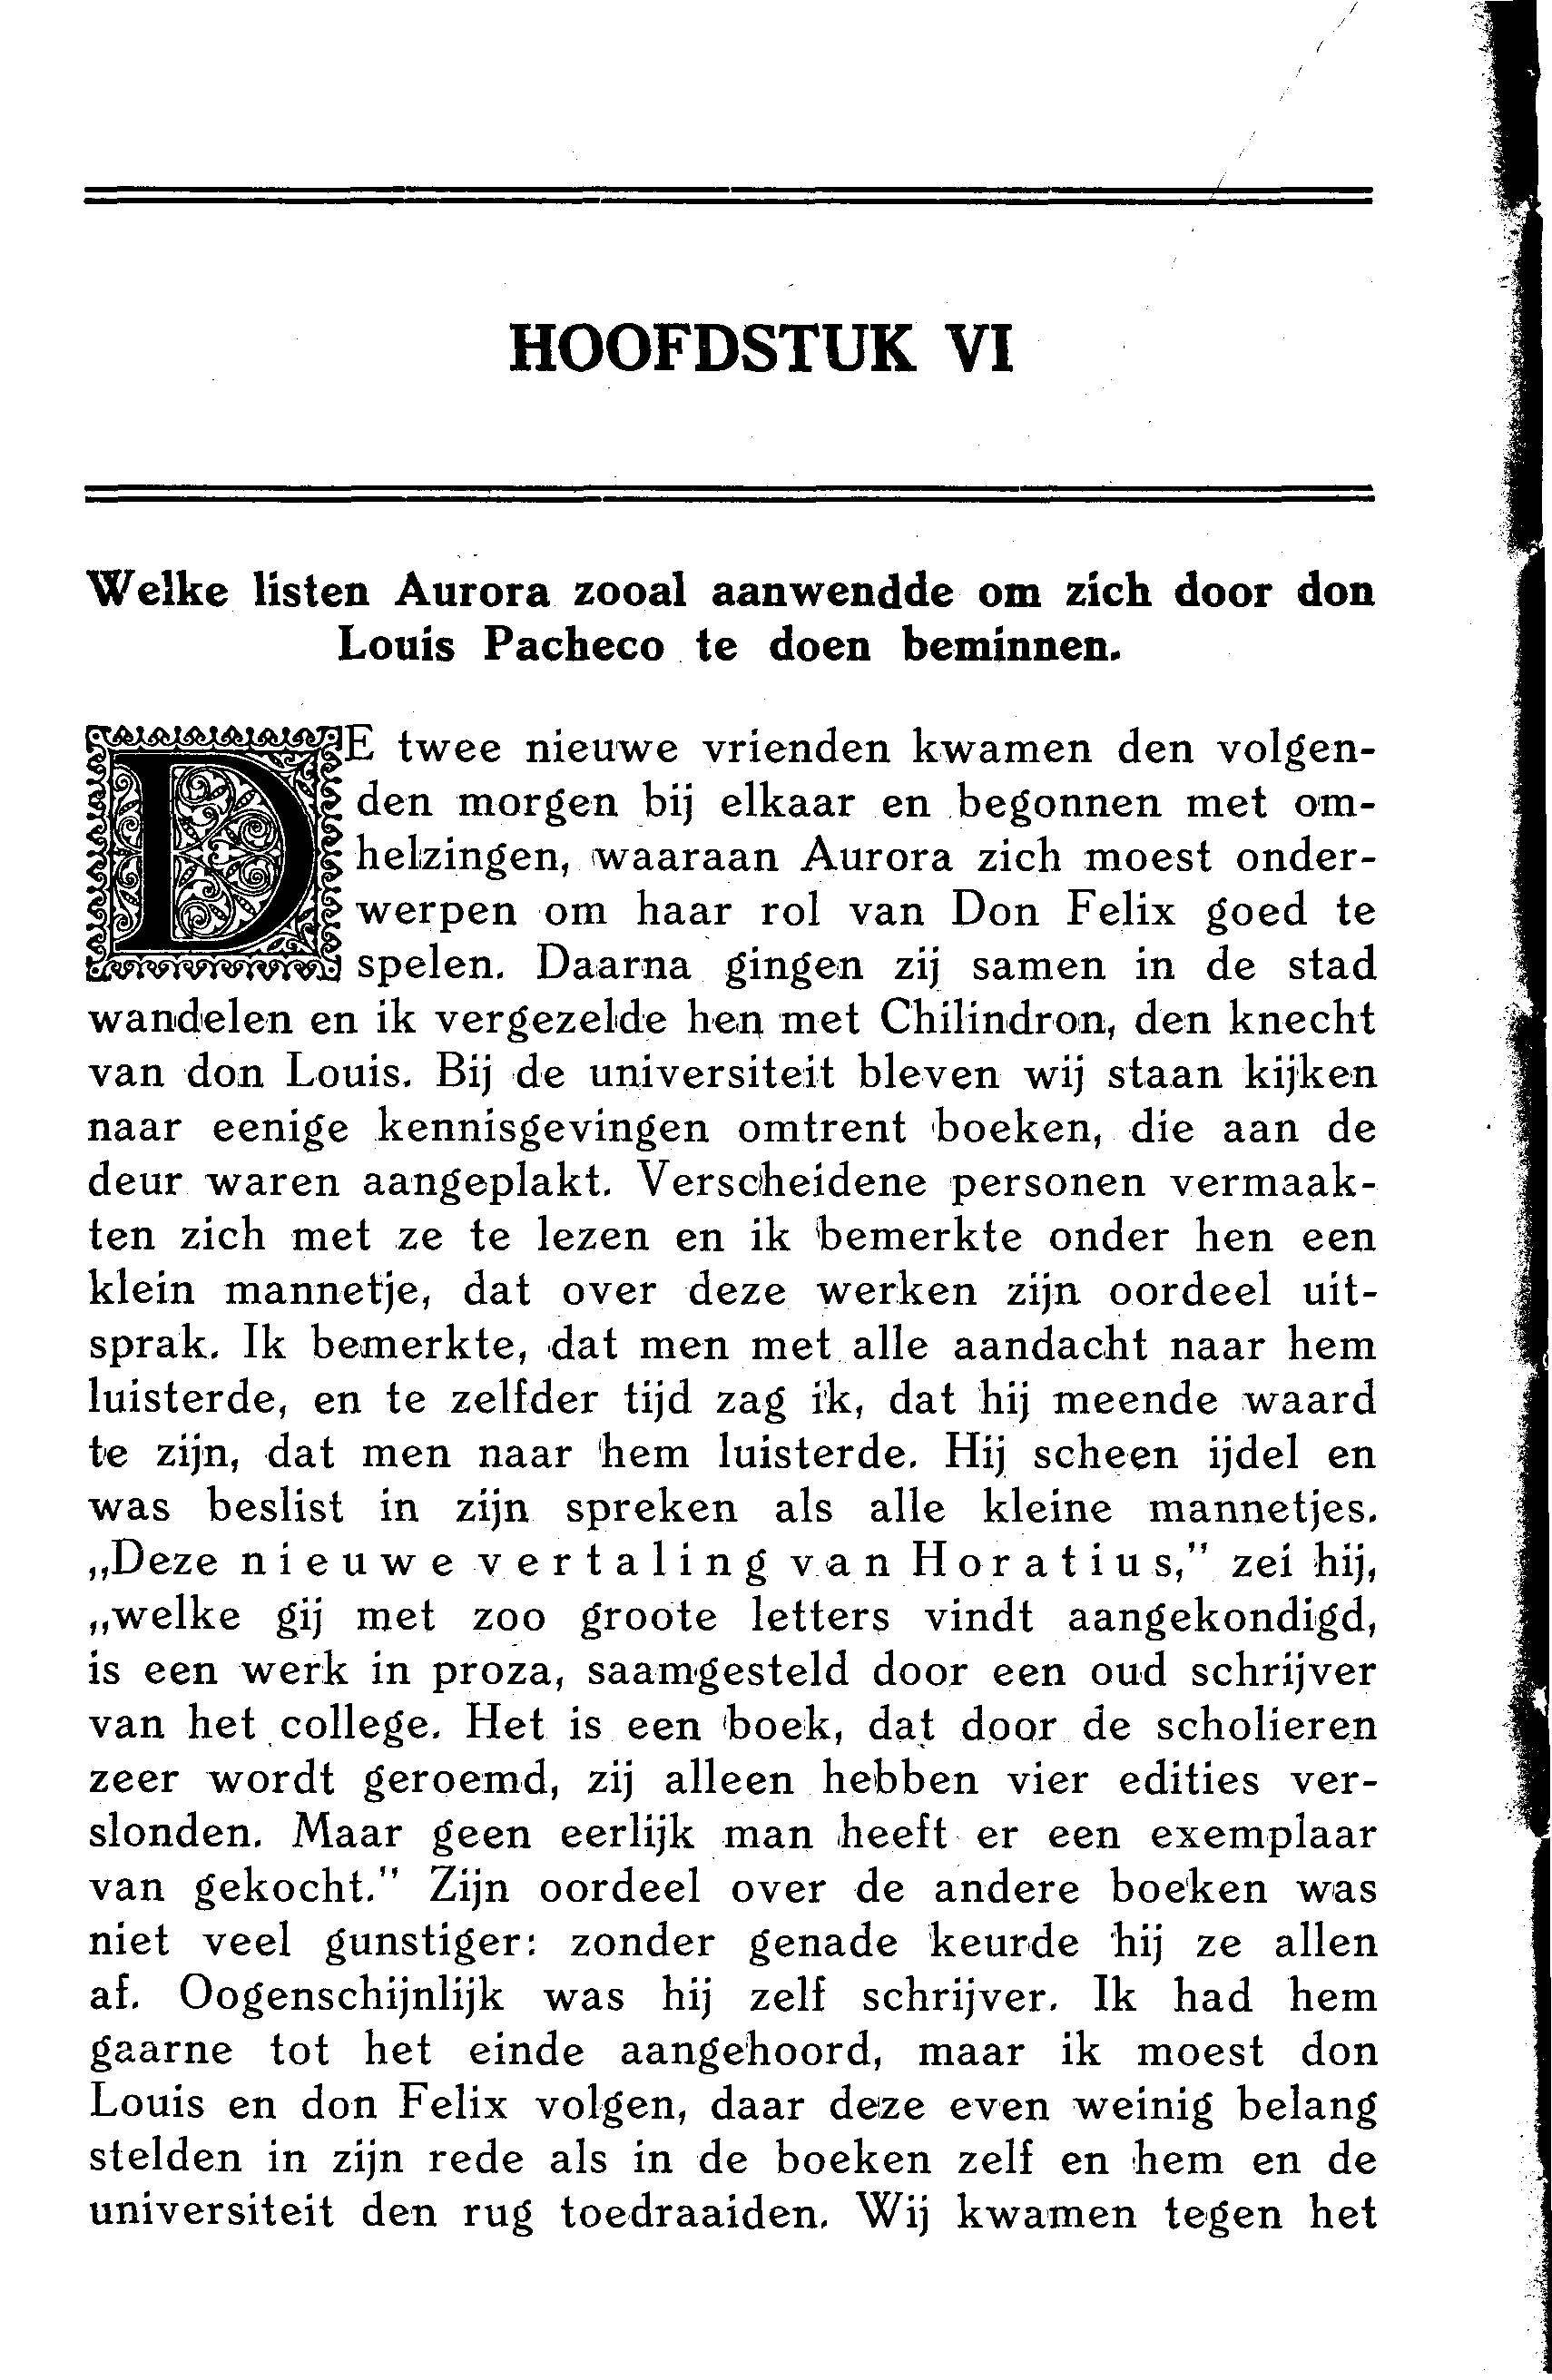 HOOFDSTUK VI
Welke listen Aurora zooal aanwendde om zich door don
Louis Pacheco te doen beminnen.
DE twee nieuwe vrienden kwamen den volgen-
den morgen bij elkaar en begonnen met om-
helzingen, waaraan Aurora zich moest onder-
werpen om haar rol van Don Felix goed te
spelen. Daarna gingen zij samen in de stad
wandelen en ik vergezelde hen met Chilindron, den knecht
van don Louis. Bij de universiteit bleven wij staan kijken
naar eenige kennisgevingen omtrent boeken, die aan de
deur waren aangeplakt. Verscheidene personen vermaak-
ten zich met ze te lezen en ik bemerkte onder hen een
klein mannetje, dat over deze werken zijn oordeel uit-
sprak. Ik bemerkte, dat men met alle aandacht naar hem
luisterde, en te zelfder tijd zag ik, dat hij meende waard
te zijn, dat men naar hem luisterde. Hij scheen ijdel en
was beslist in zijn spreken als alle kleine mannetjes.
„Deze nieuwe vertaling van Horatius,” zei hij,
„welke gij met zoo groote letters vindt aangekondigd,
is een werk in proza, saamgesteld door een oud schrijver
van het college. Het is een boek, dat door de scholieren
zeer wordt geroemd, zij alleen hebben vier edities ver-
slonden. Maar geen eerlijk man heeft er een exemplaar
van gekocht.” Zijn oordeel over de andere boeken was
niet veel gunstiger: zonder genade keurde hij ze allen
af. Oogenschijnlijk was hij zelf schrijver. Ik had hem
gaarne tot het einde aangehoord, maar ik moest don
Louis en don Felix volgen, daar deze even weinig belang
stelden in zijn rede als in de boeken zelf en hem en de
universiteit den rug toedraaiden. Wij kwamen tegen het